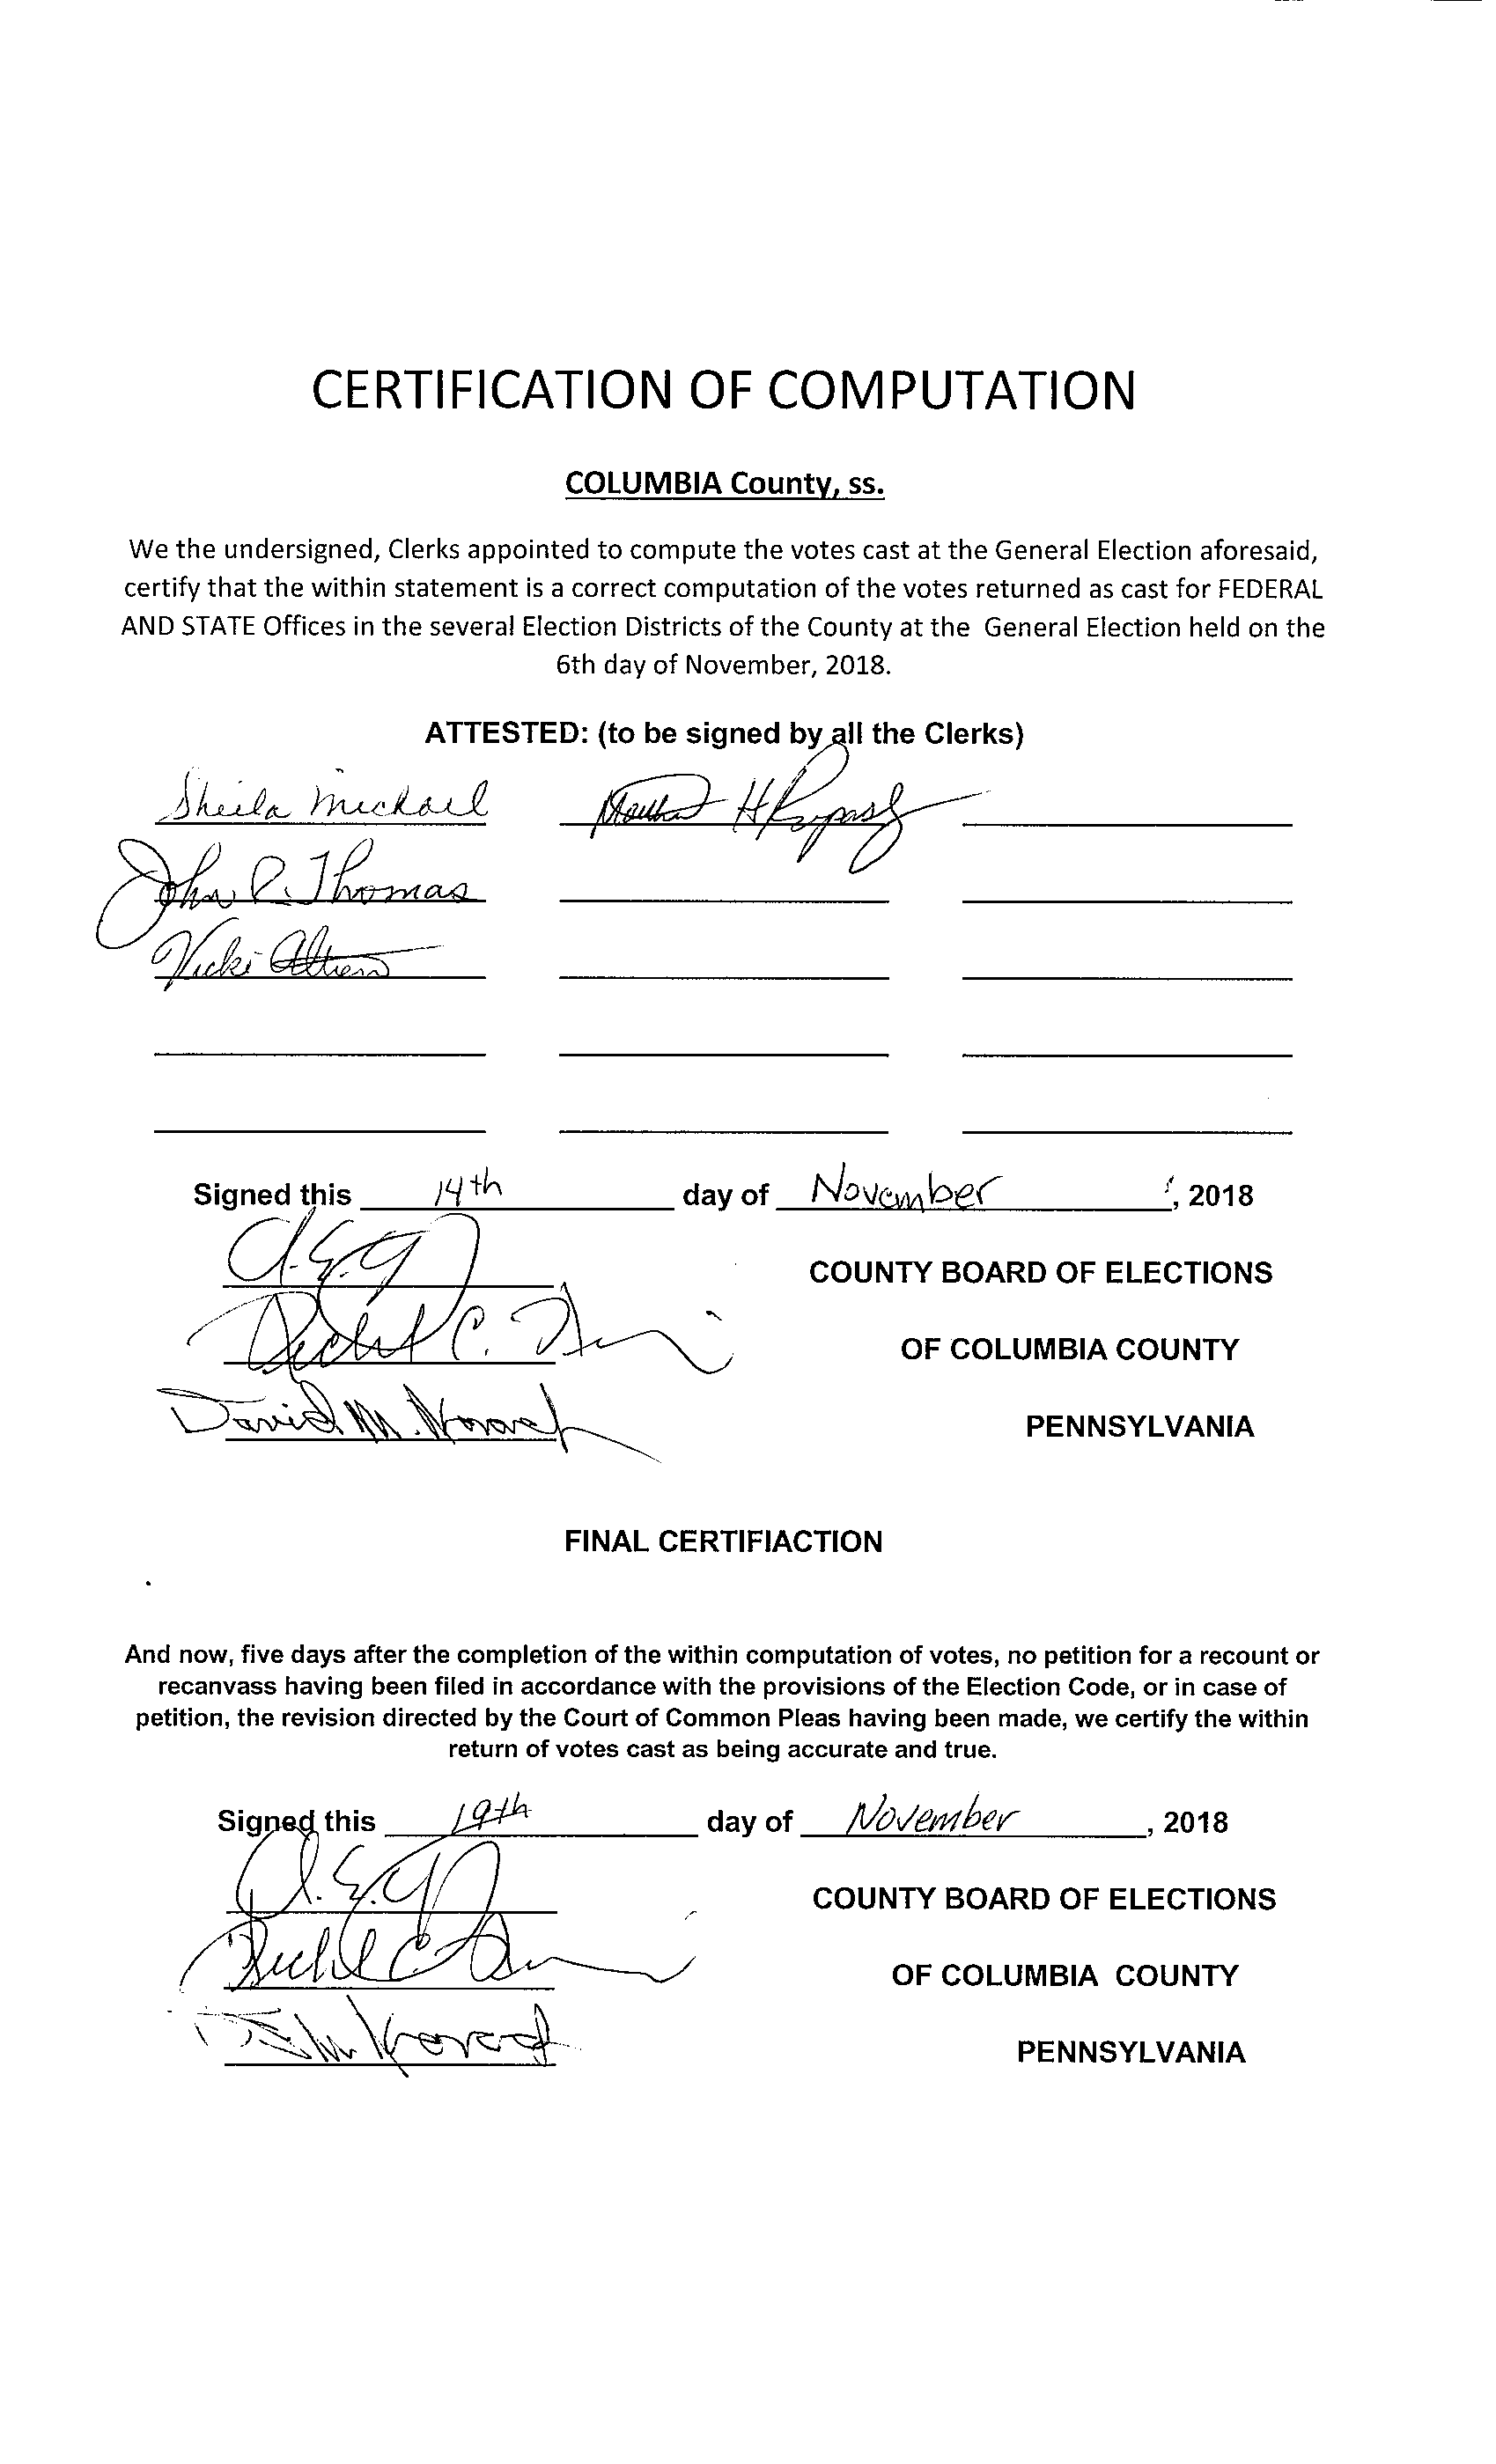 CERTIFICATION OF COMPUTATION
COLUMBIA County, ss.
We the undersigned, Clerks appointed to compute the votes cast at the General Election aforesaid,
certify that the within statement is a correct computation of the votes returned as cast for FEDERAL
AND STATE Offices in the several Election Districts of the County at the General Election held on the
6th day of November, 2018.
ATTESTED: (to be signed by all the Clerks)
Sheila Michael
John P. Thomas
Vicki
Signed this 14th day of November, 2018
COUNTY BOARD OF ELECTIONS
C. OF COLUMBIA COUNTY
David M. PENNSYLVANIA
FINAL CERTIFIACTION
And now, five days after the completion of the within computation of votes, no petition for a recount or
recanvass having been filed in accordance with the provisions of the Election Code, or in case of
petition, the revision directed by the Court of Common Pleas having been made, we certify the within
return of votes cast as being accurate and true.
Signed this 19th day of November, 2018
COUNTY BOARD OF ELECTIONS
OF COLUMBIA COUNTY
PENNSYLVANIA